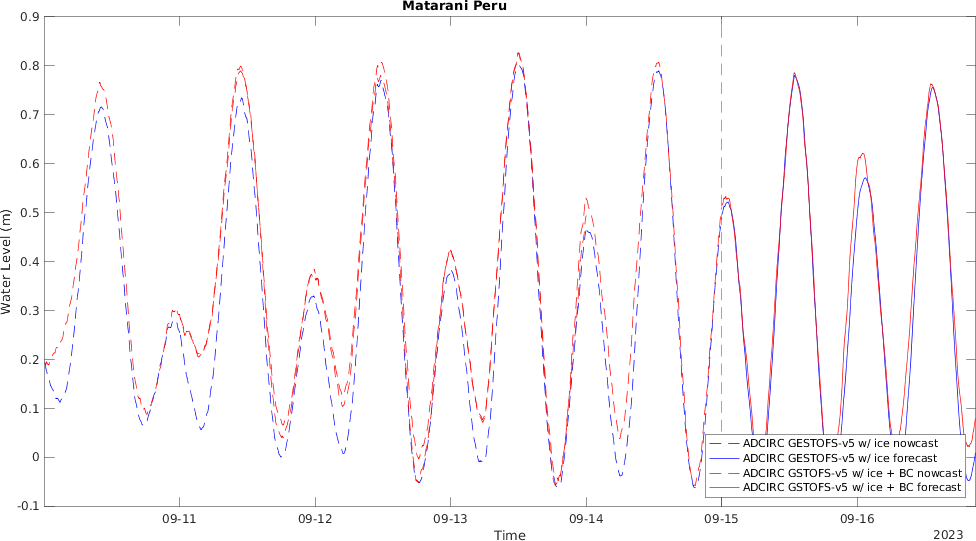 Matarani Peru
0.9
0.8
0.7
0.6
0.5
0.4
0.3
0.2
0.1
0
-0.1
Water Level (m)
ADCIRC GESTOFS-v5 w/ ice nowcast
ADCIRC GESTOFS-v5 w/ ice forecast
ADCIRC GSTOFS-v5 w/ ice + BC nowcast
ADCIRC GSTOFS-v5 w/ ice + BC forecast
09-11 09-12 09-13 09-14 09-15 09-16
Time 2023